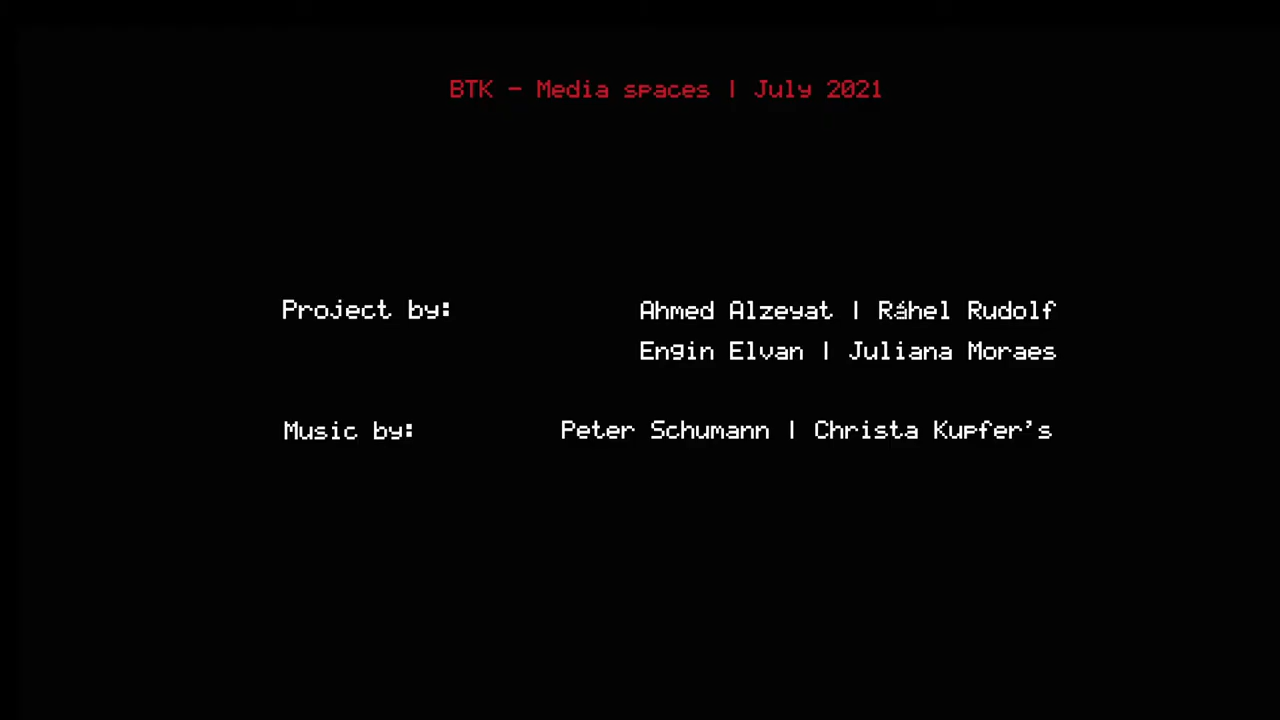 BTK - Media spaces | July 2021
Project by: Ahmed Alzeyat | Ráhel Rudolf
Engin Elvan | Juliana Moraes
Music by: Peter Schumann | Christa Kupfer's